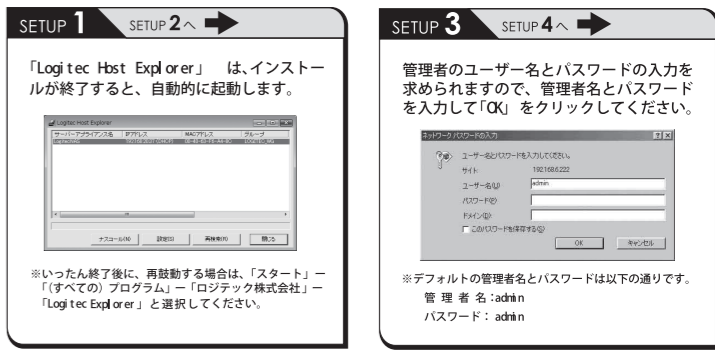 SETUP 1
SETUP 2へ
「Logitec Host Explorer」 は、インストー
ルが終了すると、自動的に起動します。
Logitec Host Explorer
サーバーアプライアンス名 IPアドレス MACアドレス グループ
ナスコール(N) 設定(S) 再検索(R) 閉じる
※いったん終了後に、再鼓動する場合は、「スタート」ー
「(すべての) プログラム」ー「ロジテック株式会社」ー
「Logitec Explorer」と選択してください。
SETUP 3
SETUP 4へ
管理者のユーザー名とパスワードの入力を
求められますので、管理者名とパスワード
を入力して「OK」をクリックしてください。
ネットワーク パスワードの入力
ユーザー名とパスワードを入力してください。
サイト: 192.168.6.222
ユーザー名(U) admin
パスワード(P)
ドメイン(D):
このパスワードを保存する(S)
OK キャンセル
※デフォルトの管理者名とパスワードは以下の通りです。
管 理 者 名:admin
パスワード: admin